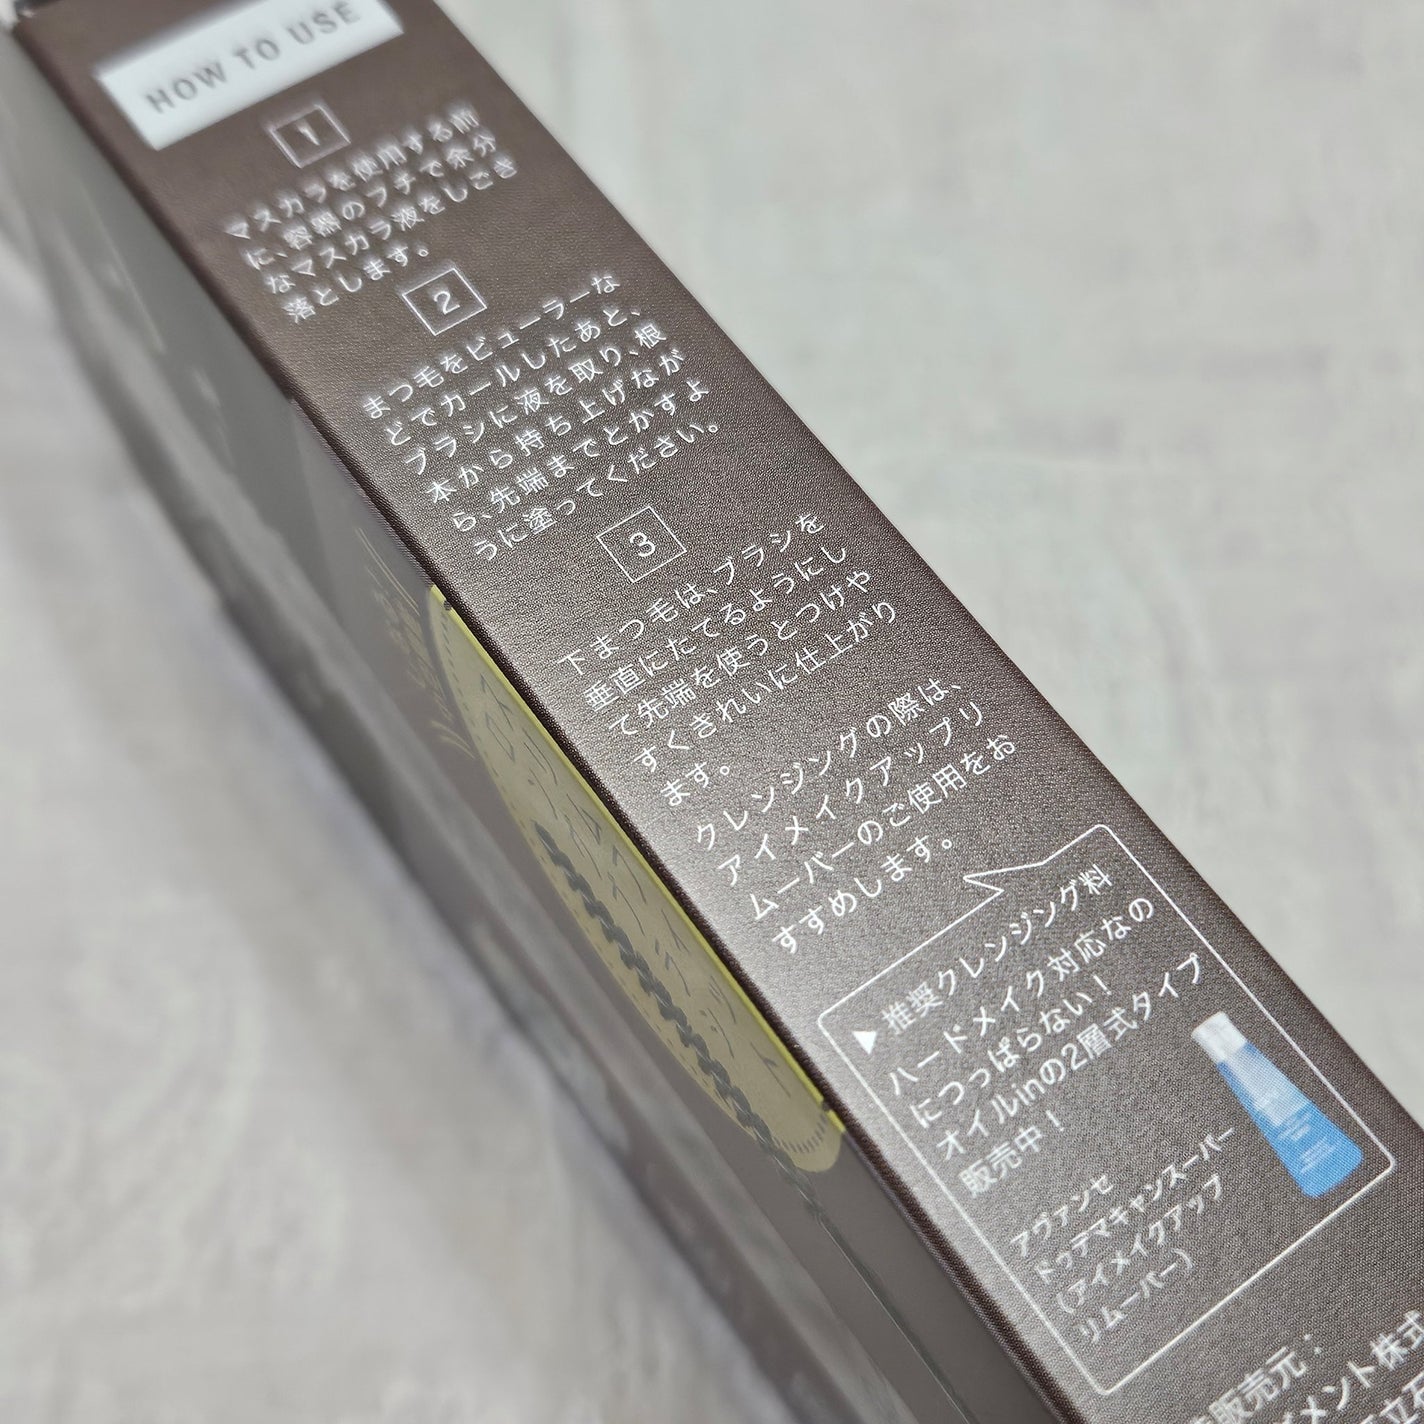 HOW TO USE
1
マスカラを使用する前
に、容器のフチで余分
なマスカラ液をしごき
落とします。
2
まつ毛をビューラーな
どでカールしたあと、
ブラシに液を取り、根
本から持ち上げなが
ら、先端までとかすよ
うに塗ってください。
3
下まつ毛は、ブラシを
垂直にたてるようにし
て先端を使うとつけや
すくきれいに仕上がり
ます。
クレンジングの際は、
アイメイクアップリ
ムーバーのご使用をお
すすめします。
▶推奨クレンジング料
ハードメイク対応なの
につっぱらない！
オイルinの2層式タイプ
販売中！
アヴァンセ
ドゥデマキャンスーパー
（アイメイクアップ
リムーバー）
販売元：
メント株式